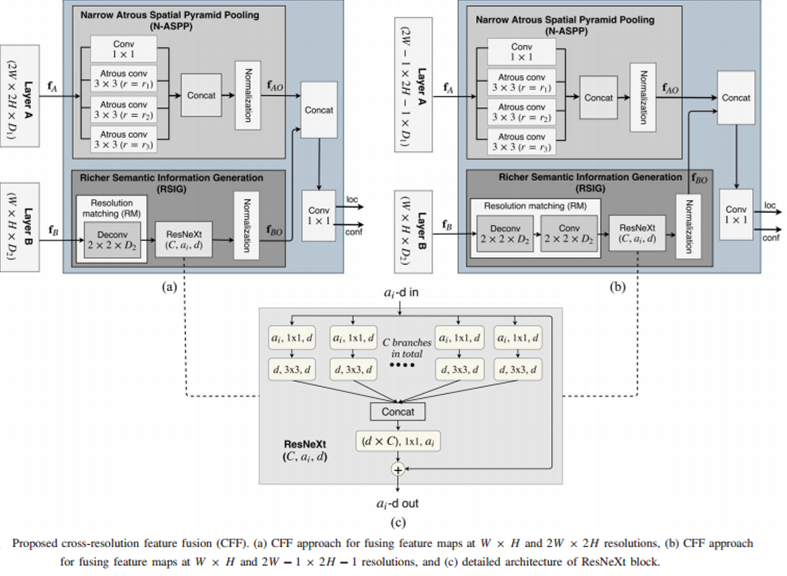 Narrow Atrous Spatial Pyramid Pooling
(N-ASPP)
Layer A
(2W × 2H × D₁)
f_A
Conv
1 × 1
Atrous conv
3 × 3 (r = r₁)
Atrous conv
3 × 3 (r = r₂)
Atrous conv
3 × 3 (r = r₃)
Concat
Normalization
f_AO
Concat
Richer Semantic Information Generation
(RSIG)
Layer B
(W × H × D₂)
f_B
Resolution
matching (RM)
Deconv
2 × 2 × D₂
ResNeXt
(C, aᵢ, d)
Normalization
f_BO
Conv
1 × 1
loc
conf
(a)
Narrow Atrous Spatial Pyramid Pooling
(N-ASPP)
Layer A
(2W − 1 × 2H − 1 × D₁)
f_A
Conv
1 × 1
Atrous conv
3 × 3 (r = r₁)
Atrous conv
3 × 3 (r = r₂)
Atrous conv
3 × 3 (r = r₃)
Concat
Normalization
f_AO
Concat
Richer Semantic Information Generation
(RSIG)
Layer B
(W × H × D₂)
f_B
Resolution matching (RM)
Deconv
2 × 2 × D₂
Conv
2 × 2 × D₂
ResNeXt
(C, aᵢ, d)
Normalization
f_BO
Conv
1 × 1
loc
conf
(b)
aᵢ-d in
aᵢ, 1x1, d
aᵢ, 1x1, d
C branches
in total
aᵢ, 1x1, d
aᵢ, 1x1, d
d, 3x3, d
d, 3x3, d
d, 3x3, d
d, 3x3, d
Concat
ResNeXt
(C, aᵢ, d)
(d × C), 1x1, aᵢ
+
aᵢ-d out
(c)
Proposed cross-resolution feature fusion (CFF). (a) CFF approach for fusing feature maps at W × H and 2W × 2H resolutions, (b) CFF approach
for fusing feature maps at W × H and 2W − 1 × 2H − 1 resolutions, and (c) detailed architecture of ResNeXt block.